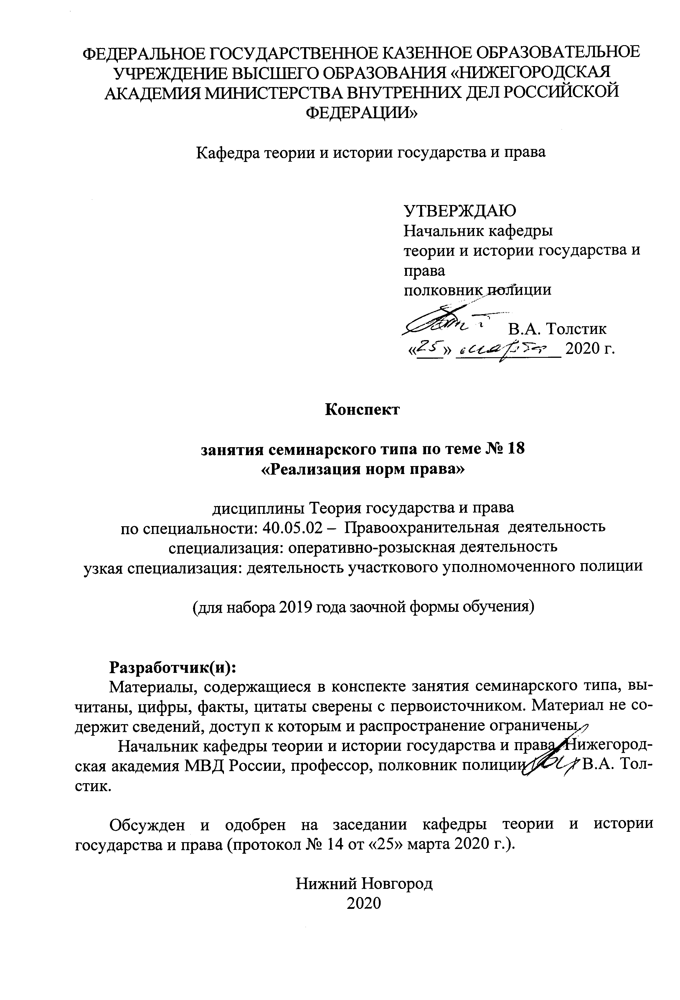 ФЕДЕРАЛЬНОЕ ГОСУДАРСТВЕННОЕ КАЗЕННОЕ ОБРАЗОВАТЕЛЬНОЕ
УЧРЕЖДЕНИЕ ВЫСШЕГО ОБРАЗОВАНИЯ «НИЖЕГОРОДСКАЯ
АКАДЕМИЯ МИНИСТЕРСТВА ВНУТРЕННИХ ДЕЛ РОССИЙСКОЙ
ФЕДЕРАЦИИ»
Кафедра теории и истории государства и права
УТВЕРЖДАЮ
Начальник кафедры
теории и истории государства и
права
полковник полиции
В.А. Толстик
«25» марта 2020 г.
Конспект
занятия семинарского типа по теме № 18
«Реализация норм права»
дисциплины Теория государства и права
по специальности: 40.05.02 – Правоохранительная деятельность
специализация: оперативно-розыскная деятельность
узкая специализация: деятельность участкового уполномоченного полиции
(для набора 2019 года заочной формы обучения)
Разработчик(и):
Материалы, содержащиеся в конспекте занятия семинарского типа, вы-
читаны, цифры, факты, цитаты сверены с первоисточником. Материал не со-
держит сведений, доступ к которым и распространение ограничены.
Начальник кафедры теории и истории государства и права, Нижегород-
ская академия МВД России, профессор, полковник полиции В.А. Тол-
стик.
Обсужден и одобрен на заседании кафедры теории и истории
государства и права (протокол № 14 от «25» марта 2020 г.).
Нижний Новгород
2020